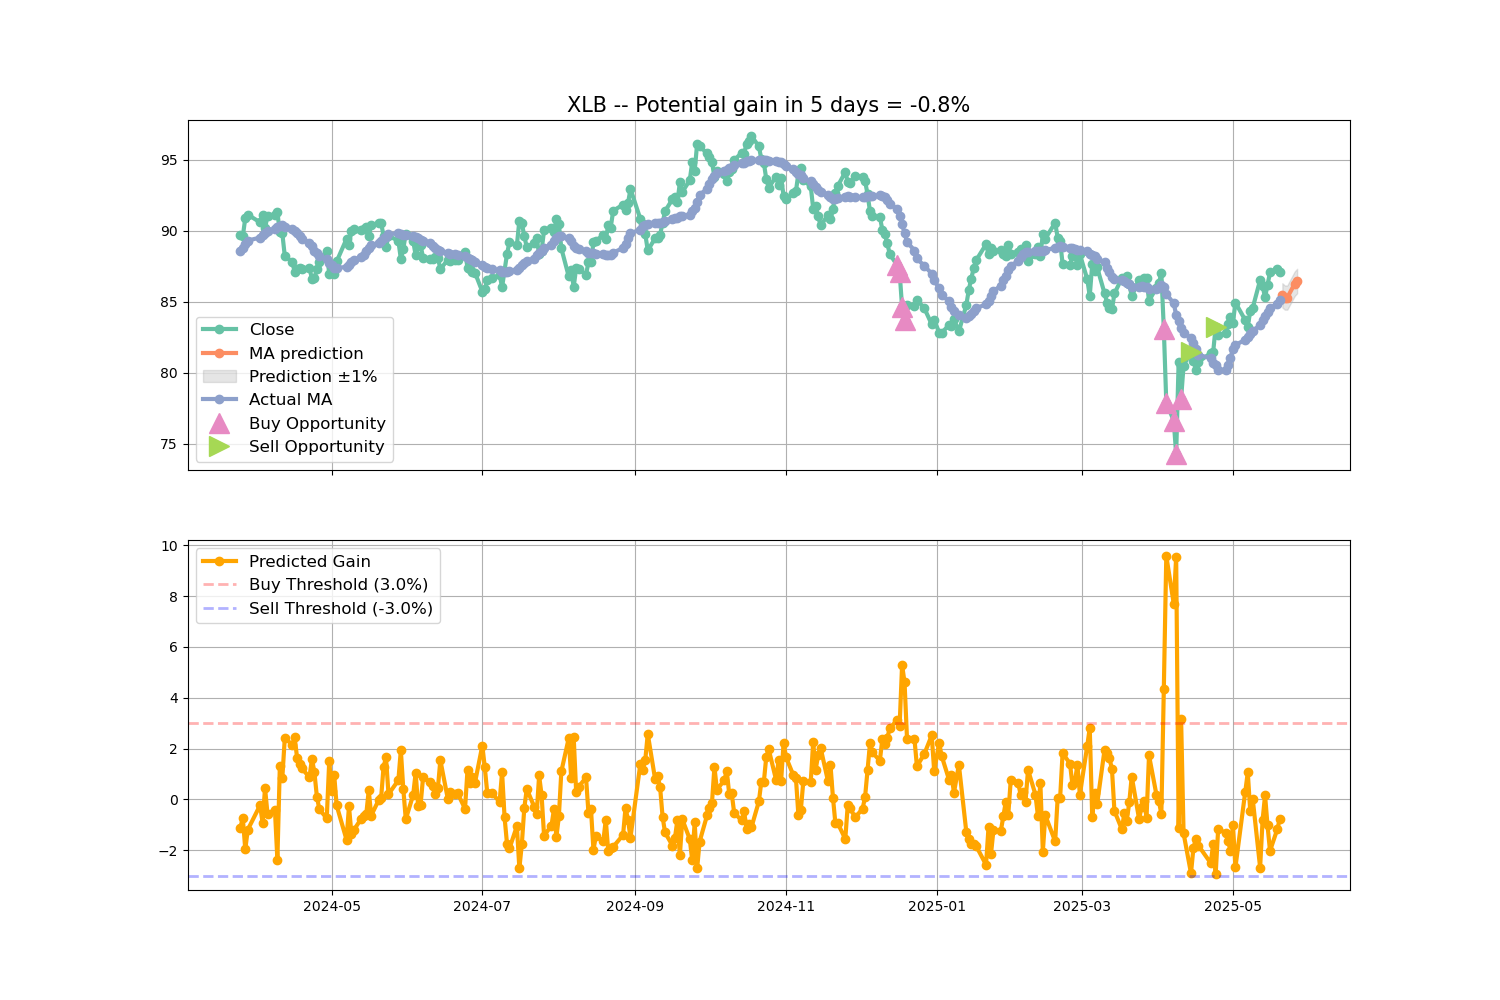 XLB -- Potential gain in 5 days = -0.8%
95
90
85
80
75
Close
MA prediction
Prediction ±1%
Actual MA
Buy Opportunity
Sell Opportunity
10
8
6
4
2
0
−2
Predicted Gain
Buy Threshold (3.0%)
Sell Threshold (-3.0%)
2024-05
2024-07
2024-09
2024-11
2025-01
2025-03
2025-05